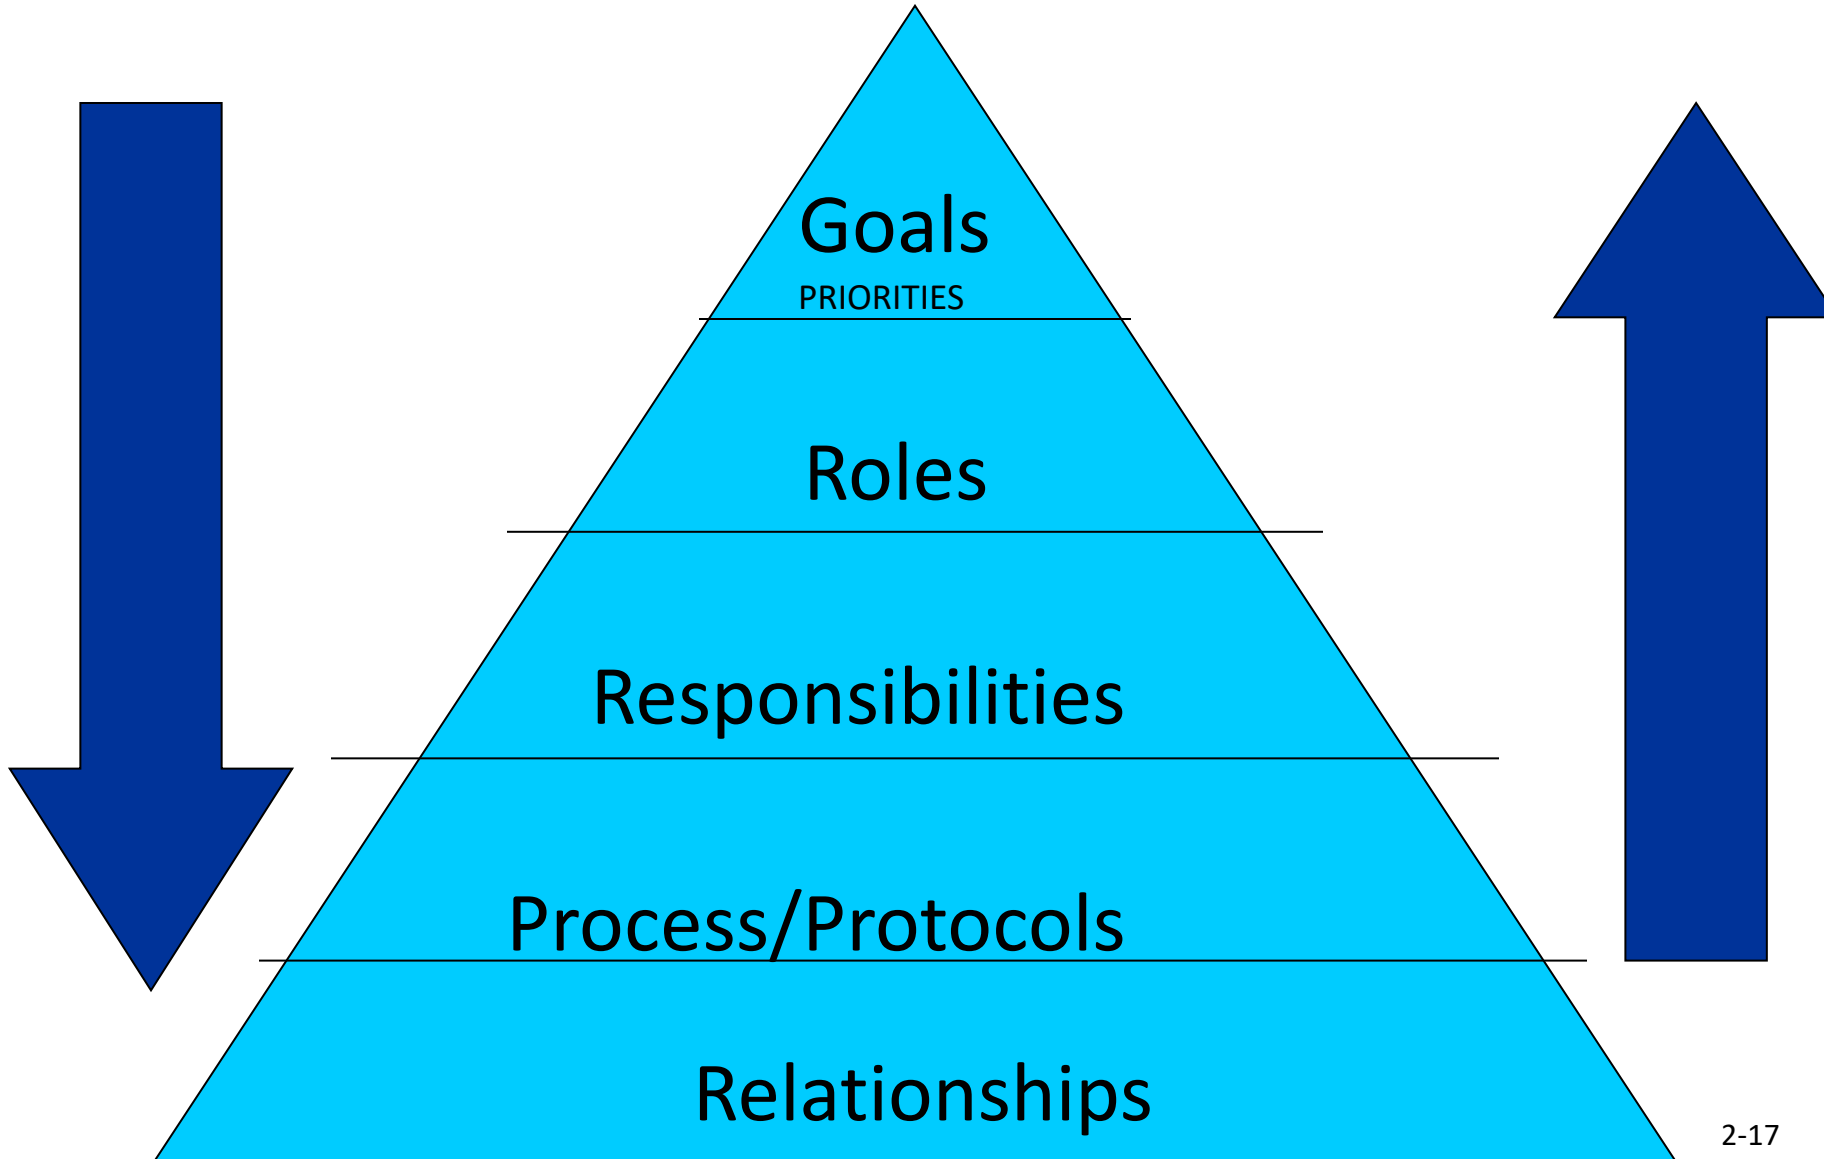 Goals
PRIORITIES
Roles
Responsibilities
Process/Protocols
Relationships
2-17